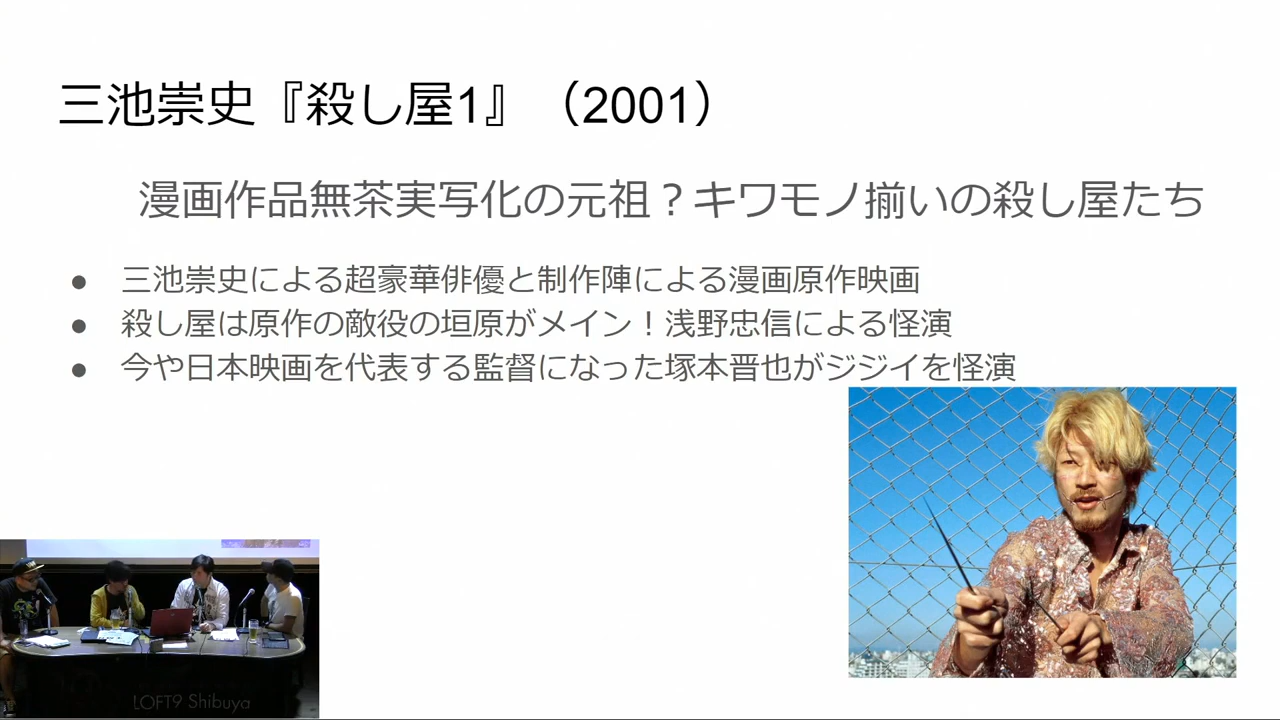 三池崇史『殺し屋1』（2001）
漫画作品無茶実写化の元祖？キワモノ揃いの殺し屋たち
● 三池崇史による超豪華俳優と制作陣による漫画原作映画
● 殺し屋は原作の敵役の垣原がメイン！浅野忠信による怪演
● 今や日本映画を代表する監督になった塚本晋也がジジイを怪演
LOFT9 Shibuya